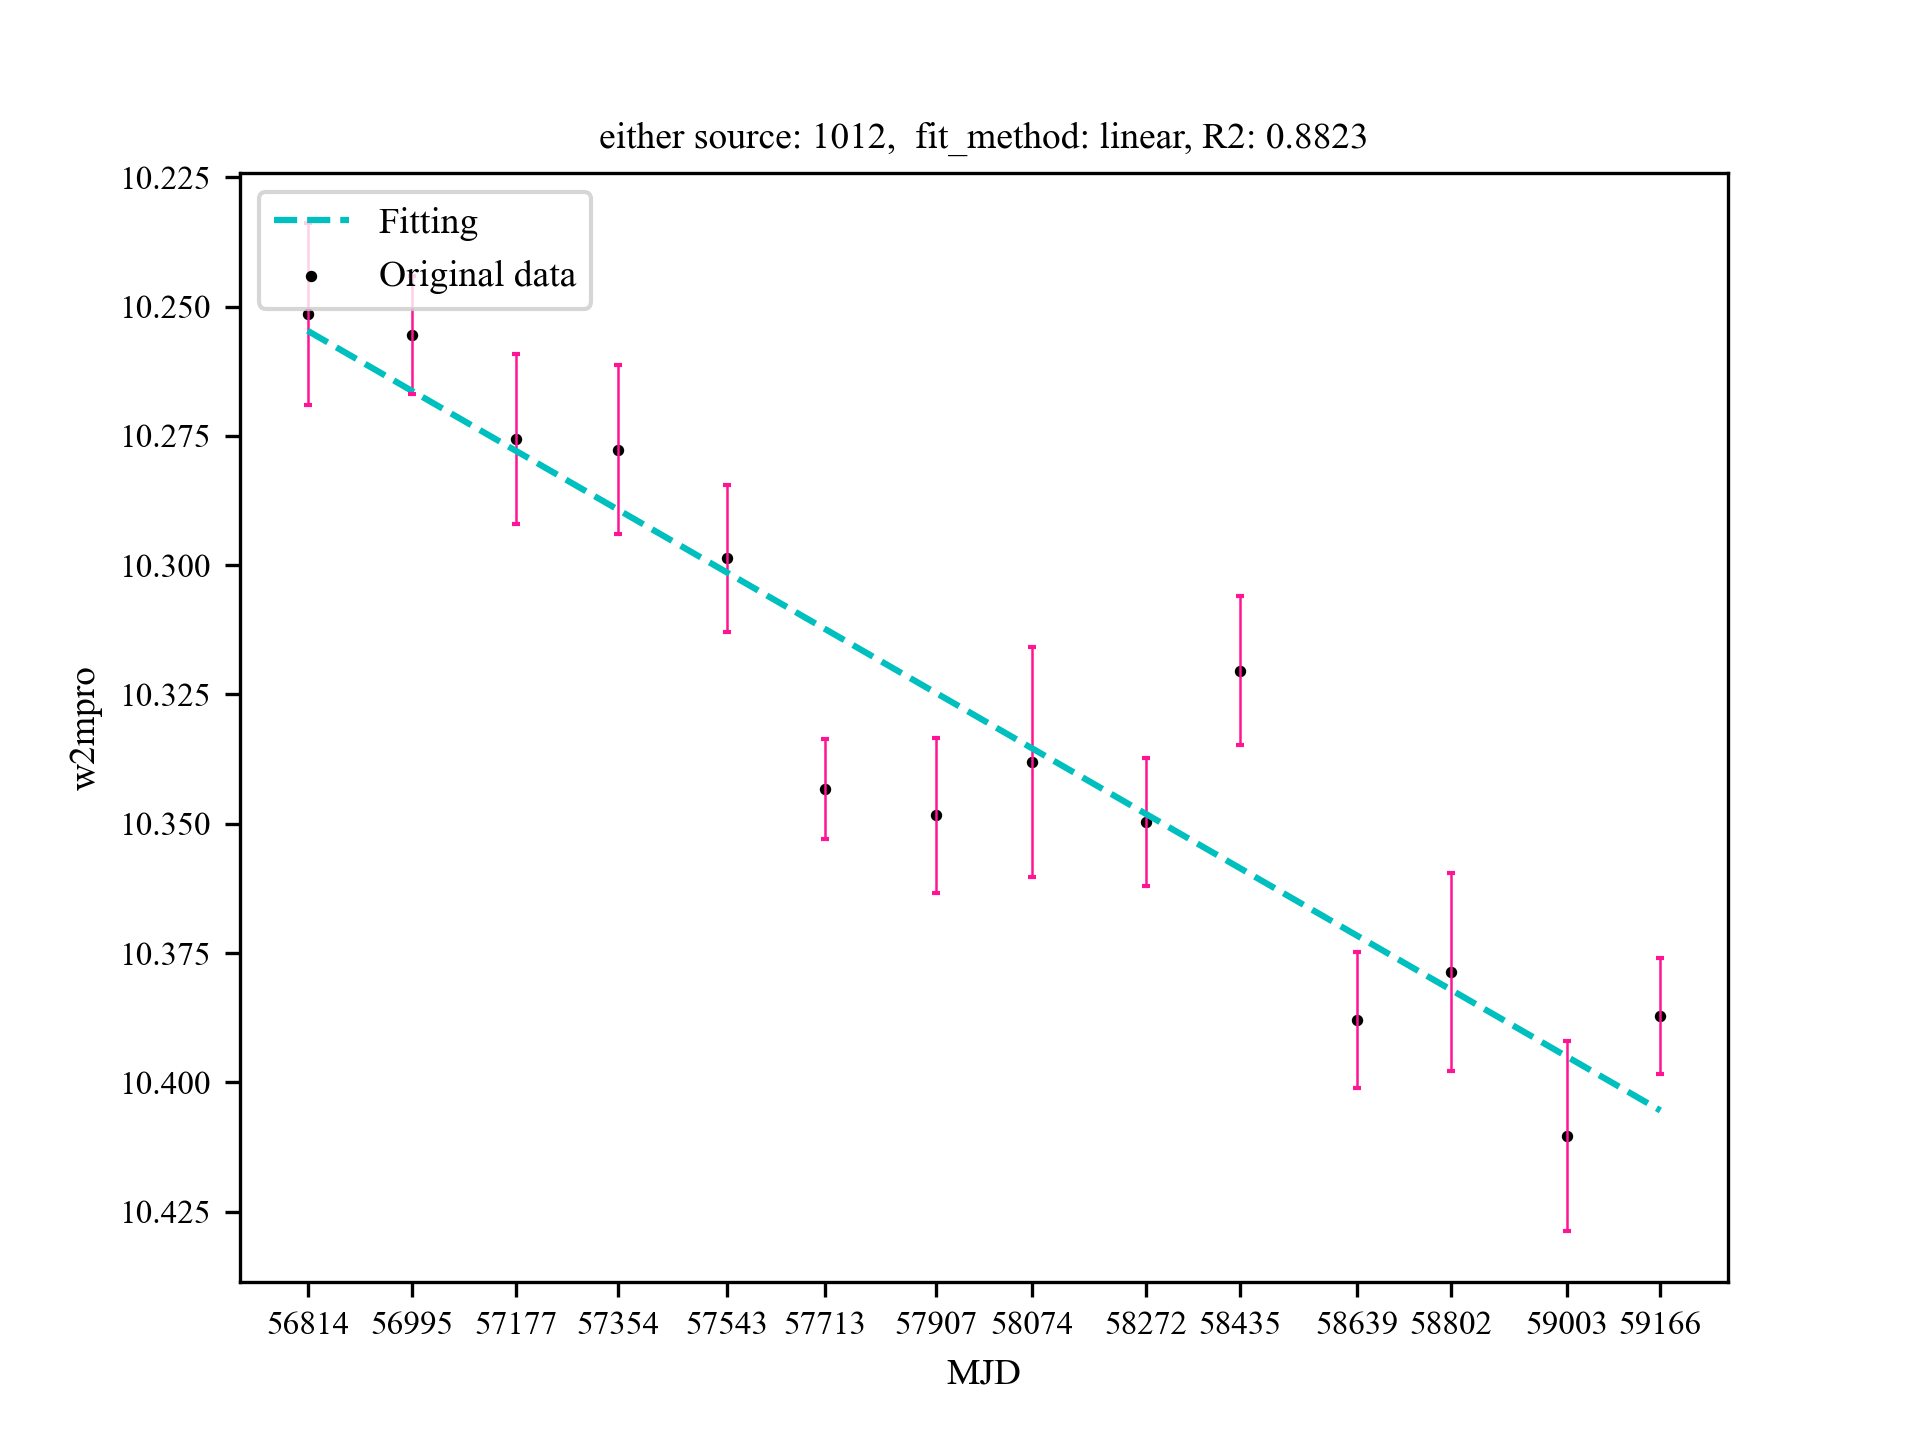 either source: 1012,  fit_method: linear, R2: 0.8823
Fitting
Original data
10.225
10.250
10.275
10.300
10.325
10.350
10.375
10.400
10.425
w2mpro
56814 56995 57177 57354 57543 57713 57907 58074 58272 58435 58639 58802 59003 59166
MJD